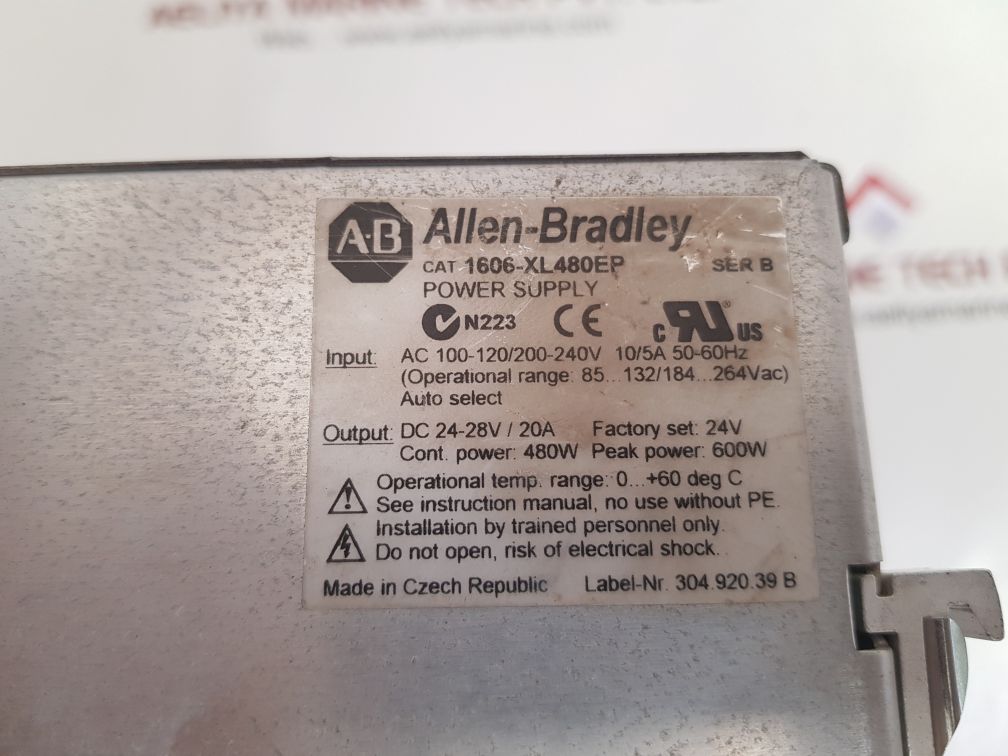 A-B Allen-Bradley
CAT 1606-XL480EP SER B
POWER SUPPLY
N223 CE c RU® US
Input: AC 100-120/200-240V 10/5A 50-60Hz
(Operational range: 85...132/184...264Vac)
Auto select
Output: DC 24-28V / 20A Factory set: 24V
Cont. power: 480W Peak power: 600W
Operational temp. range: 0...+60 deg C
See instruction manual, no use without PE.
Installation by trained personnel only.
Do not open, risk of electrical shock.
Made in Czech Republic Label-Nr. 304.920.39 B